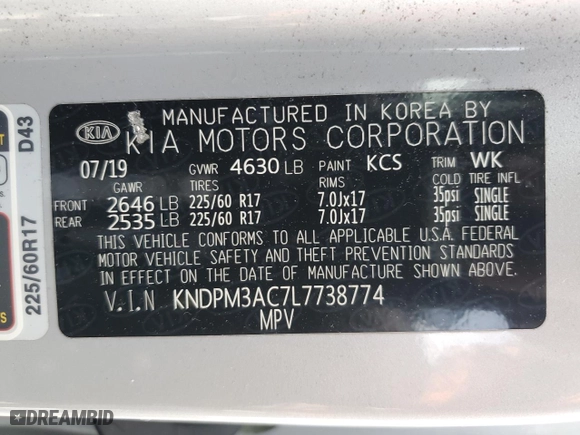 MANUFACTURED IN KOREA BY
KIA KIA MOTORS CORPORATION
07/19 GVWR 4630 LB PAINT KCS TRIM WK
GAWR TIRES RIMS COLD TIRE INFL
FRONT 2646 LB 225/60 R17 7.0Jx17 35psi SINGLE
REAR 2535 LB 225/60 R17 7.0Jx17 35psi SINGLE
THIS VEHICLE CONFORMS TO ALL APPLICABLE U.S.A. FEDERAL
MOTOR VEHICLE SAFETY AND THEFT PREVENTION STANDARDS
IN EFFECT ON THE DATE OF MANUFACTURE SHOWN ABOVE.
V.I.N KNDPM3AC7L7738774
MPV
225/60R17 D43
DREAMBID